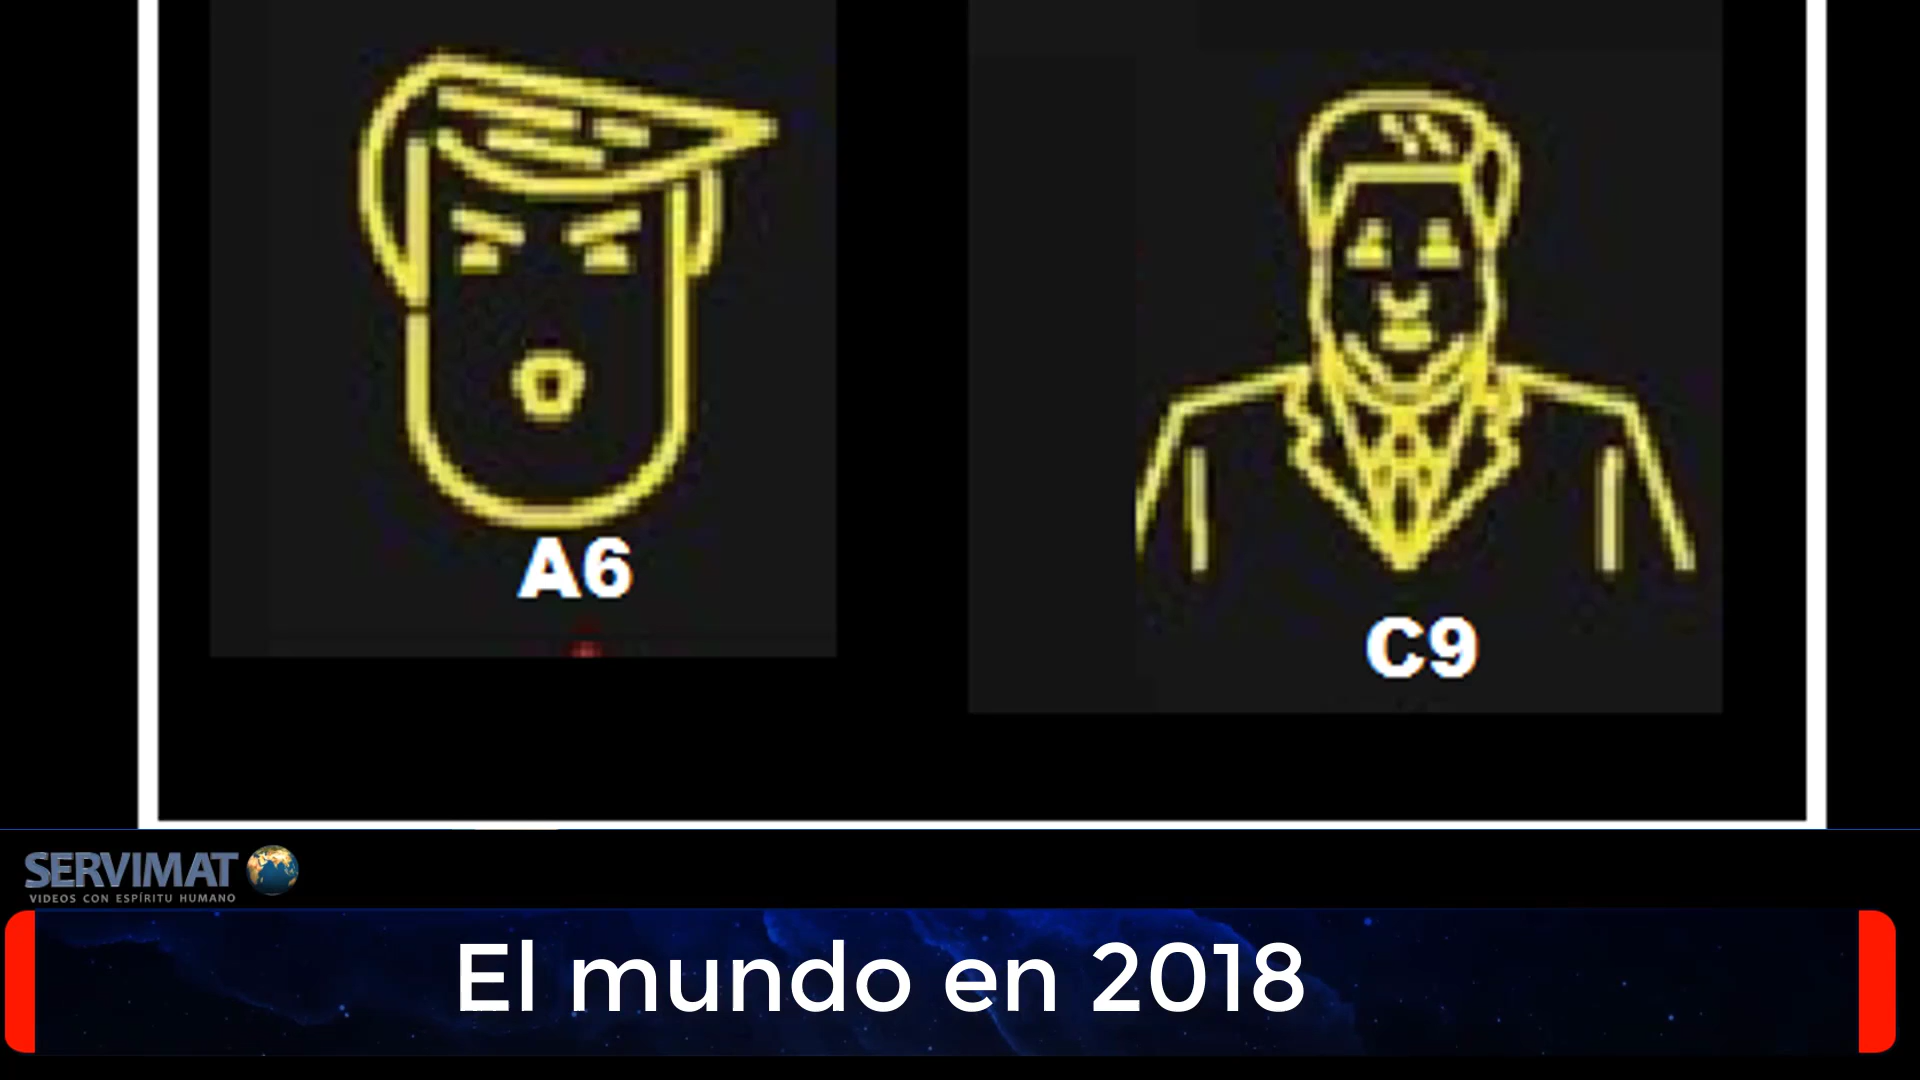 A6
C9
SERVIMAT
VIDEOS CON ESPÍRITU HUMANO
El mundo en 2018